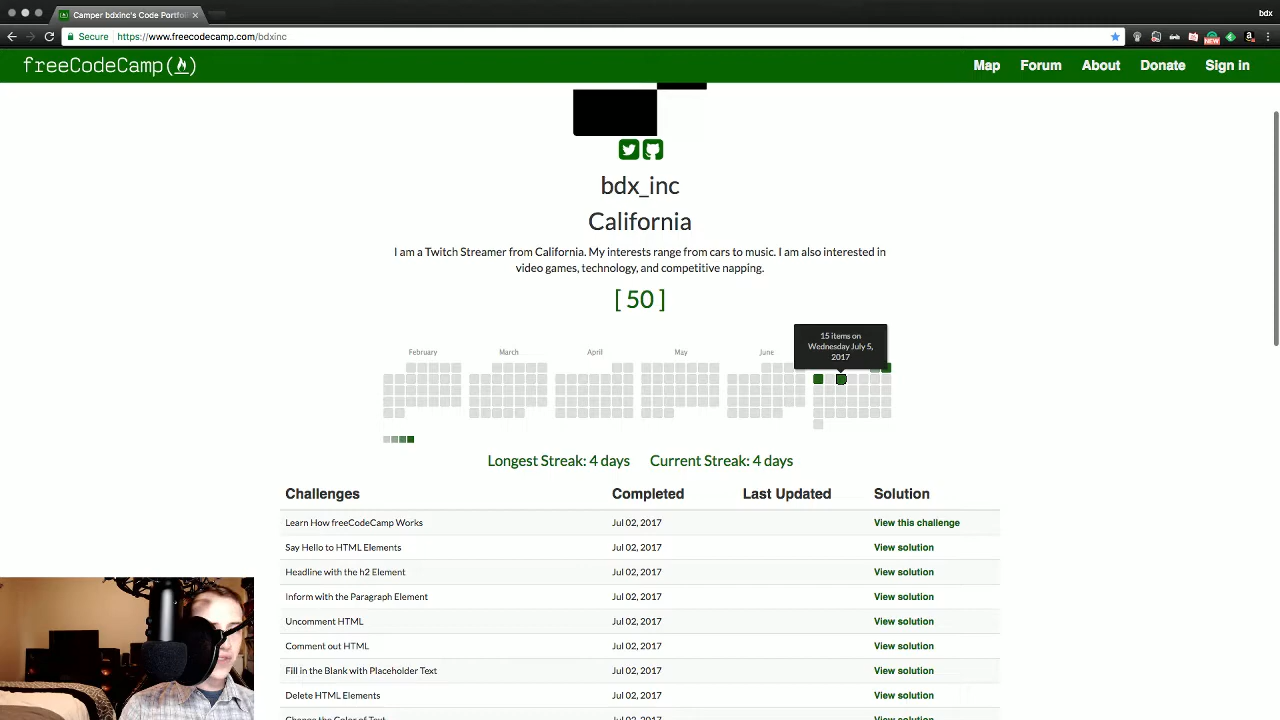 Camper bdxinc's Code Portfoli
bdx
Secure https://www.freecodecamp.com/bdxinc
NEW
freeCodeCamp
Map Forum About Donate Sign in
bdx_inc
California
I am a Twitch Streamer from California. My interests range from cars to music. I am also interested in
video games, technology, and competitive napping.
[ 50 ]
15 items on
Wednesday July 5,
2017
February March April May June
Longest Streak: 4 days Current Streak: 4 days
Challenges Completed Last Updated Solution
Learn How freeCodeCamp Works Jul 02, 2017 View this challenge
Say Hello to HTML Elements Jul 02, 2017 View solution
Headline with the h2 Element Jul 02, 2017 View solution
Inform with the Paragraph Element Jul 02, 2017 View solution
Uncomment HTML Jul 02, 2017 View solution
Comment out HTML Jul 02, 2017 View solution
Fill in the Blank with Placeholder Text Jul 02, 2017 View solution
Delete HTML Elements Jul 02, 2017 View solution
Change the Color of Text Jul 02, 2017 View solution